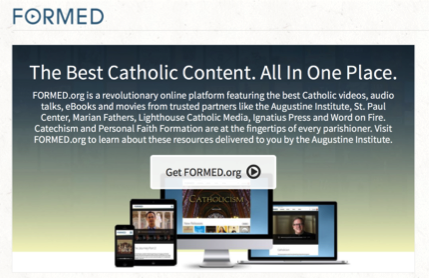 FORMED
The Best Catholic Content. All In One Place.
FORMED.org is a revolutionary online platform featuring the best Catholic videos, audio
talks, eBooks and movies from trusted partners like the Augustine Institute, St. Paul
Center, Marian Fathers, Lighthouse Catholic Media, Ignatius Press and Word on Fire.
Catechism and Personal Faith Formation are at the fingertips of every parishioner. Visit
FORMED.org to learn about these resources delivered to you by the Augustine Institute.
Get FORMED.org
CATHOLICISM